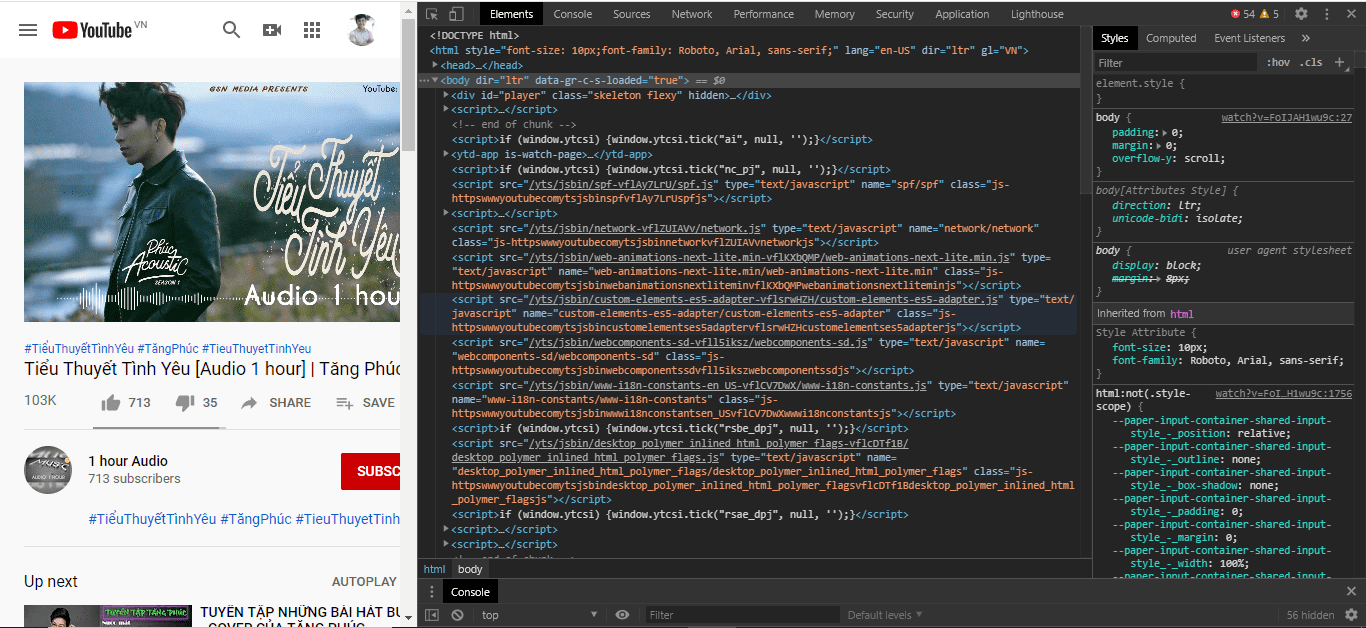 YouTube VN
GSN MEDIA PRESENTS
YouTube:
Tiểu Thuyết
Tình Yêu
Phúc
Acoustic
SEASON 1
Audio 1 hou
#TiểuThuyếtTìnhYêu #TăngPhúc #TieuThuyetTinhYeu
Tiểu Thuyết Tình Yêu [Audio 1 hour] | Tăng Phúc
103K
713
35
SHARE
SAVE
1 hour Audio
713 subscribers
SUBSC
#TiểuThuyếtTìnhYêu #TăngPhúc #TieuThuyetTinh
Up next
AUTOPLAY
TUYỂN TẬP TĂNG PHÚC
Nước mắt
TUYỂN TẬP NHỮNG BÀI HÁT BU
COVER CỦA TĂNG PHÚC
Elements Console Sources Network Performance Memory Security Application Lighthouse
54 5
<!DOCTYPE html>
<html style="font-size: 10px;font-family: Roboto, Arial, sans-serif;" lang="en-US" dir="ltr" gl="VN">
<head>…</head>
…<body dir="ltr" data-gr-c-s-loaded="true"> == $0
<div id="player" class="skeleton flexy" hidden>…</div>
<script>…</script>
<!-- end of chunk -->
<script>if (window.ytcsi) {window.ytcsi.tick("ai", null, '');}</script>
<ytd-app is-watch-page>…</ytd-app>
<script>if (window.ytcsi) {window.ytcsi.tick("nc_pj", null, '');}</script>
<script src="/yts/jsbin/spf-vflAy7LrU/spf.js" type="text/javascript" name="spf/spf" class="js-
httpswwwyoutubecomytsjsbinspfvflAy7LrUspfjs"></script>
<script>…</script>
<script src="/yts/jsbin/network-vflZUIAVv/network.js" type="text/javascript" name="network/network"
class="js-httpswwwyoutubecomytsjsbinnetworkvflZUIAVvnetworkjs"></script>
<script src="/yts/jsbin/web-animations-next-lite.min-vflKXbQMP/web-animations-next-lite.min.js" type=
"text/javascript" name="web-animations-next-lite.min/web-animations-next-lite.min" class="js-
httpswwwyoutubecomytsjsbinwebanimationsnextliteminvflKXbQMPwebanimationsnextliteminjs"></script>
<script src="/yts/jsbin/custom-elements-es5-adapter-vflsrwHZH/custom-elements-es5-adapter.js" type="text/
javascript" name="custom-elements-es5-adapter/custom-elements-es5-adapter" class="js-
httpswwwyoutubecomytsjsbincustomelementses5adaptervflsrwHZHcustomelementses5adapterjs"></script>
<script src="/yts/jsbin/webcomponents-sd-vfll5iksz/webcomponents-sd.js" type="text/javascript" name=
"webcomponents-sd/webcomponents-sd" class="js-
httpswwwyoutubecomytsjsbinwebcomponentssdvfll5ikszwebcomponentssdjs"></script>
<script src="/yts/jsbin/www-i18n-constants-en_US-vflCV7DwX/www-i18n-constants.js" type="text/javascript"
name="www-i18n-constants/www-i18n-constants" class="js-
httpswwwyoutubecomytsjsbinwwwi18nconstantsen_USvflCV7DwXwwwi18nconstantsjs"></script>
<script>if (window.ytcsi) {window.ytcsi.tick("rsbe_dpj", null, '');}</script>
<script src="/yts/jsbin/desktop_polymer_inlined_html_polymer_flags-vflcDTf1B/
desktop_polymer_inlined_html_polymer_flags.js" type="text/javascript" name=
"desktop_polymer_inlined_html_polymer_flags/desktop_polymer_inlined_html_polymer_flags" class="js-
httpswwwyoutubecomytsjsbindesktop_polymer_inlined_html_polymer_flagsvflcDTf1Bdesktop_polymer_inlined_html
_polymer_flagsjs"></script>
<script>if (window.ytcsi) {window.ytcsi.tick("rsae_dpj", null, '');}</script>
<script>…</script>
<script>…</script>
<!-- end of chunk -->
html body
Styles Computed Event Listeners »
Filter :hov .cls +
element.style {
}
body { watch?v=FoIJAH1wu9c:27
padding: 0;
margin: 0;
overflow-y: scroll;
}
body[Attributes Style] {
direction: ltr;
unicode-bidi: isolate;
}
body { user agent stylesheet
display: block;
margin: 8px;
}
Inherited from html
Style Attribute {
font-size: 10px;
font-family: Roboto, Arial, sans-serif;
}
html:not(.style- watch?v=FoI…H1wu9c:1756
scope) {
--paper-input-container-shared-input-
style_-_position: relative;
--paper-input-container-shared-input-
style_-_outline: none;
--paper-input-container-shared-input-
style_-_box-shadow: none;
--paper-input-container-shared-input-
style_-_padding: 0;
--paper-input-container-shared-input-
style_-_margin: 0;
--paper-input-container-shared-input-
style_-_width: 100%;
--paper-input-container-shared-input-
Console
top Filter Default levels 56 hidden